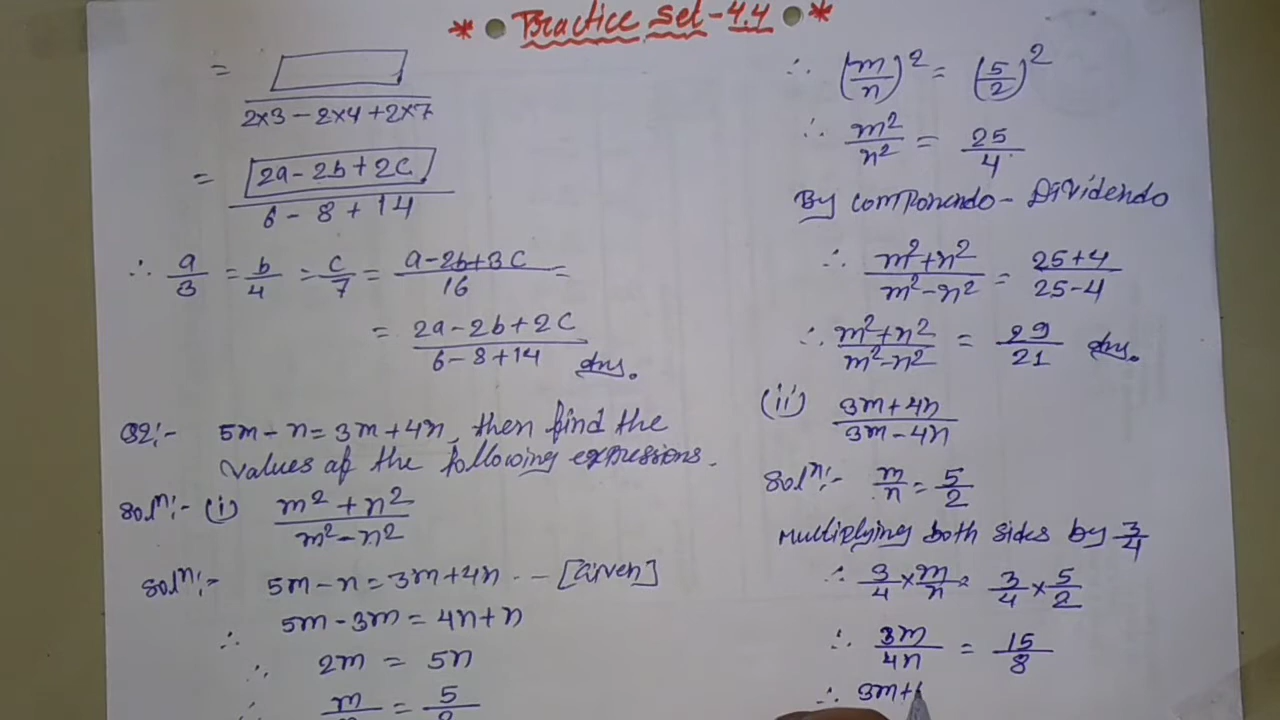 * • Practice Set-4.4 • *
= ▭ / 2×3-2×4+2×7
= 2a-2b+2c / 6-8+14
∴ a/3 = b/4 = c/7 = a-2b+3c / 16 =
= 2a-2b+2c / 6-8+14 Ans.
Q2:- 5m-n=3m+4n, then find the
values of the following expressions.
Solⁿ:- (i) m²+n² / m²-n²
Solⁿ:- 5m-n=3m+4n --- [Given]
∴ 5m-3m=4n+n
∴ 2m = 5n
∴ m/n = 5/2
∴ (m/n)² = (5/2)²
∴ m²/n² = 25/4
By componendo-Dividendo
∴ m²+n² / m²-n² = 25+4 / 25-4
∴ m²+n² / m²-n² = 29/21 Ans.
(ii) 3m+4n / 3m-4n
Solⁿ:- m/n = 5/2
Multiplying both sides by 3/4
∴ 3/4 × m/n = 3/4 × 5/2
∴ 3m/4n = 15/8
∴ 3m+